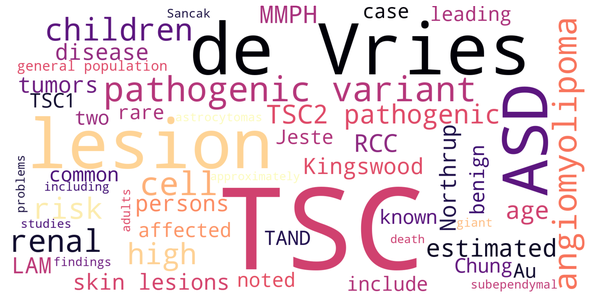 Sancak
MMPH
case
leading
children
de Vries
disease
general population
pathogenic variant
tumors
TSC1
two
rare
astrocytomas
TSC2 pathogenic
ASD
angiomyolipoma
lesion
Jeste
RCC
Northrup
benign
common
cell
approximately
Kingswood
problems
including
TSC
risk
adults
persons
known
age
studies
affected
TAND
giant
renal
high
death
estimated
LAM
findings
Chung
Au
skin lesions
noted
include
subependymal